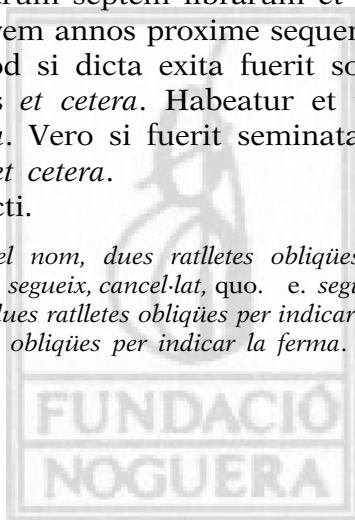 arum septem librarum et
vem annos proxime sequen
od si dicta exita fuerit so
s et cetera. Habeatur et
a. Vero si fuerit seminata
et cetera.
cti.
el nom, dues ratlletes obliqües
segueix, cancel·lat, quo. e. segu
dues ratlletes obliqües per indicar
obliqües per indicar la ferma.
FUNDACIÓ
NOGUERA